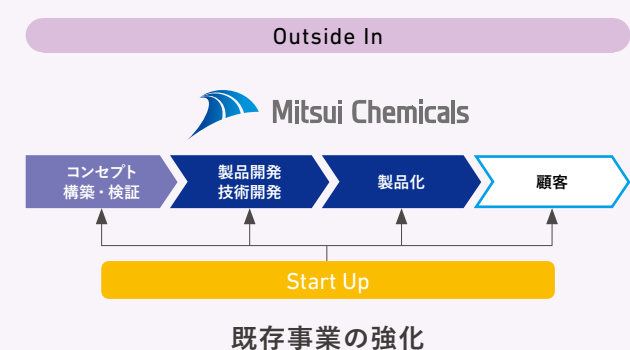 Outside In
Mitsui Chemicals
コンセプト
構築・検証
製品開発
技術開発
製品化
顧客
Start Up
既存事業の強化